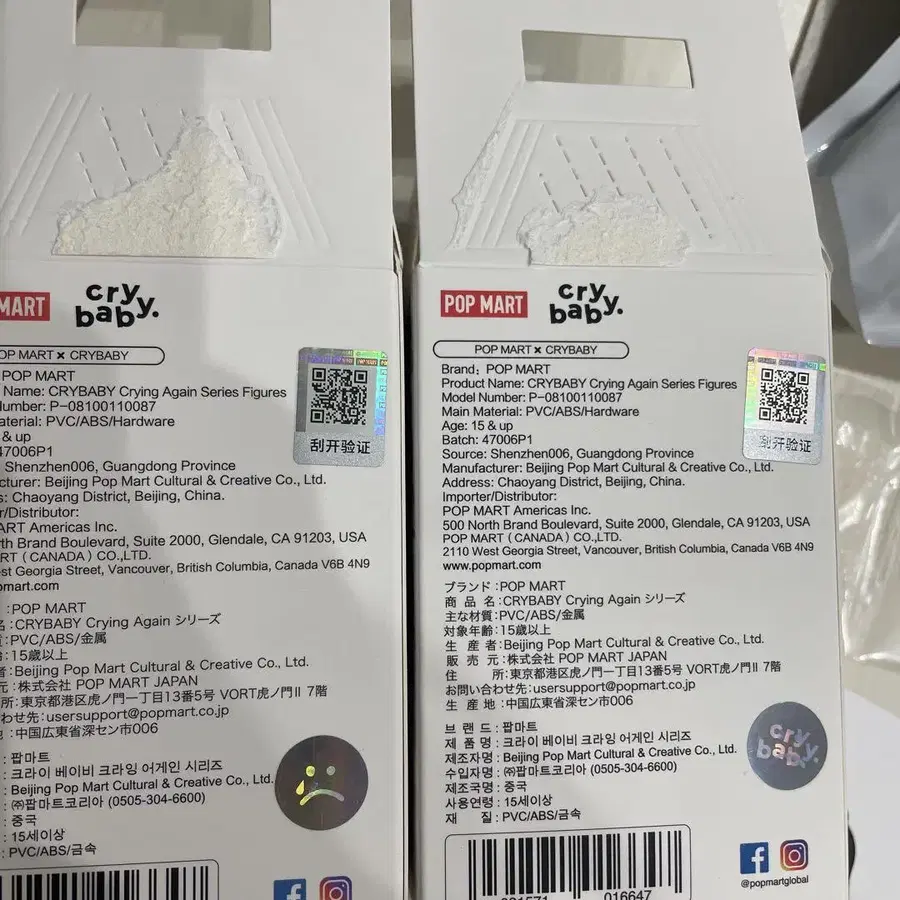 MART
cry
baby.
OP MART × CRYBABY
POP MART
Name: CRYBABY Crying Again Series Figures
umber: P-08100110087
aterial: PVC/ABS/Hardware
& up
47006P1
Shenzhen006, Guangdong Province
cturer: Beijing Pop Mart Cultural & Creative Co., Ltd.
s: Chaoyang District, Beijing, China.
r/Distributor:
ART Americas Inc.
rth Brand Boulevard, Suite 2000, Glendale, CA 91203, USA
RT (CANADA) CO.,LTD.
st Georgia Street, Vancouver, British Columbia, Canada V6B 4N9
pmart.com
刮开验证
:POP MART
名:CRYBABY Crying Again シリーズ
質:PVC/ABS/金属
齢:15歳以上
者:Beijing Pop Mart Cultural & Creative Co., Ltd.
元:株式会社 POP MART JAPAN
所:東京都港区虎ノ門一丁目13番5号 VORT虎ノ門II 7階
わせ先:usersupport@popmart.co.jp
地:中国広東省深セン市006
: 팝마트
: 크라이 베이비 크라잉 어게인 시리즈
: Beijing Pop Mart Cultural & Creative Co., Ltd.
: ㈜팝마트코리아 (0505-304-6600)
: 중국
: 15세이상
: PVC/ABS/금속
POP MART
cry
baby.
POP MART × CRYBABY
Brand: POP MART
Product Name: CRYBABY Crying Again Series Figures
Model Number: P-08100110087
Main Material: PVC/ABS/Hardware
Age: 15 & up
Batch: 47006P1
Source: Shenzhen006, Guangdong Province
Manufacturer: Beijing Pop Mart Cultural & Creative Co., Ltd.
Address: Chaoyang District, Beijing, China.
Importer/Distributor:
POP MART Americas Inc.
500 North Brand Boulevard, Suite 2000, Glendale, CA 91203, USA
POP MART (CANADA) CO.,LTD.
2110 West Georgia Street, Vancouver, British Columbia, Canada V6B 4N9
www.popmart.com
刮开验证
ブランド:POP MART
商品名:CRYBABY Crying Again シリーズ
主な材質:PVC/ABS/金属
対象年齢:15歳以上
生産者:Beijing Pop Mart Cultural & Creative Co., Ltd.
販売元:株式会社 POP MART JAPAN
住所:東京都港区虎ノ門一丁目13番5号 VORT虎ノ門II 7階
お問い合わせ先:usersupport@popmart.co.jp
生産地:中国広東省深セン市006
브랜드 : 팝마트
제품명 : 크라이 베이비 크라잉 어게인 시리즈
제조자명 : Beijing Pop Mart Cultural & Creative Co., Ltd.
수입자명 : ㈜팝마트코리아 (0505-304-6600)
제조국명 : 중국
사용연령 : 15세이상
재질 : PVC/ABS/금속
cry
baby.
@popmartglobal
016647